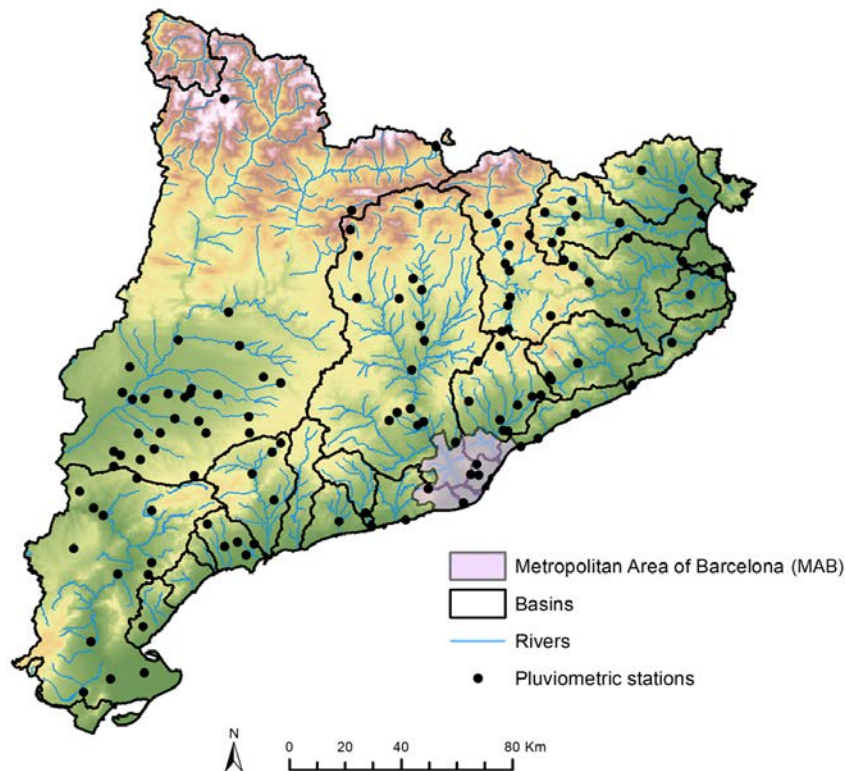 Metropolitan Area of Barcelona (MAB)
Basins
Rivers
Pluviometric stations
N
0 20 40 80 Km